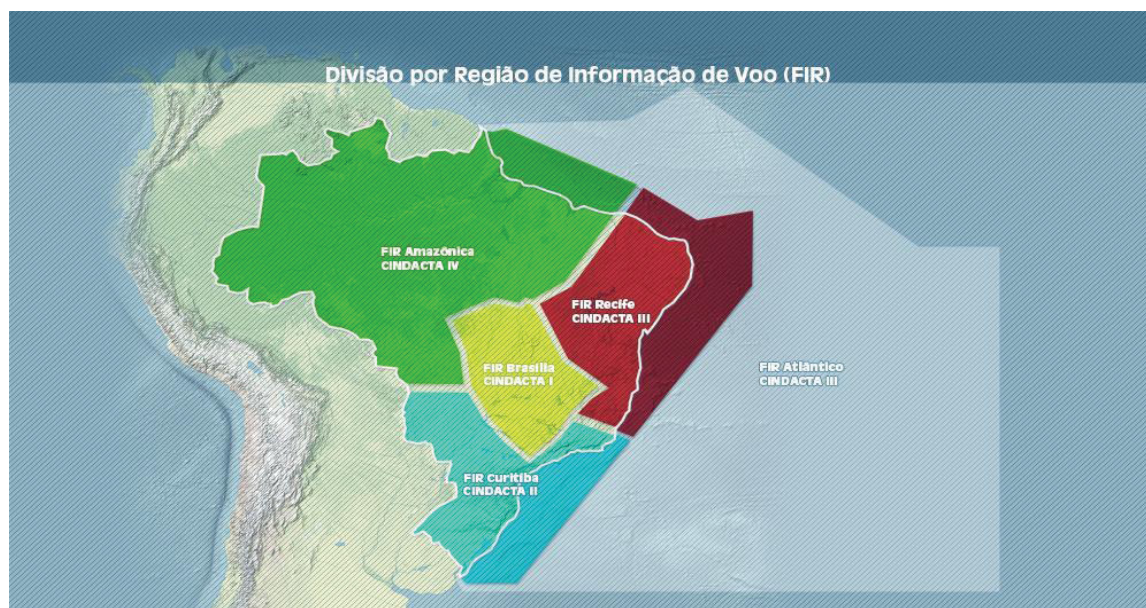 Divisão por Região de Informação de Voo (FIR)
FIR Amazônica
CINDACTA IV
FIR Recife
CINDACTA III
FIR Brasília
CINDACTA I
FIR Atlântico
CINDACTA III
FIR Curitiba
CINDACTA II